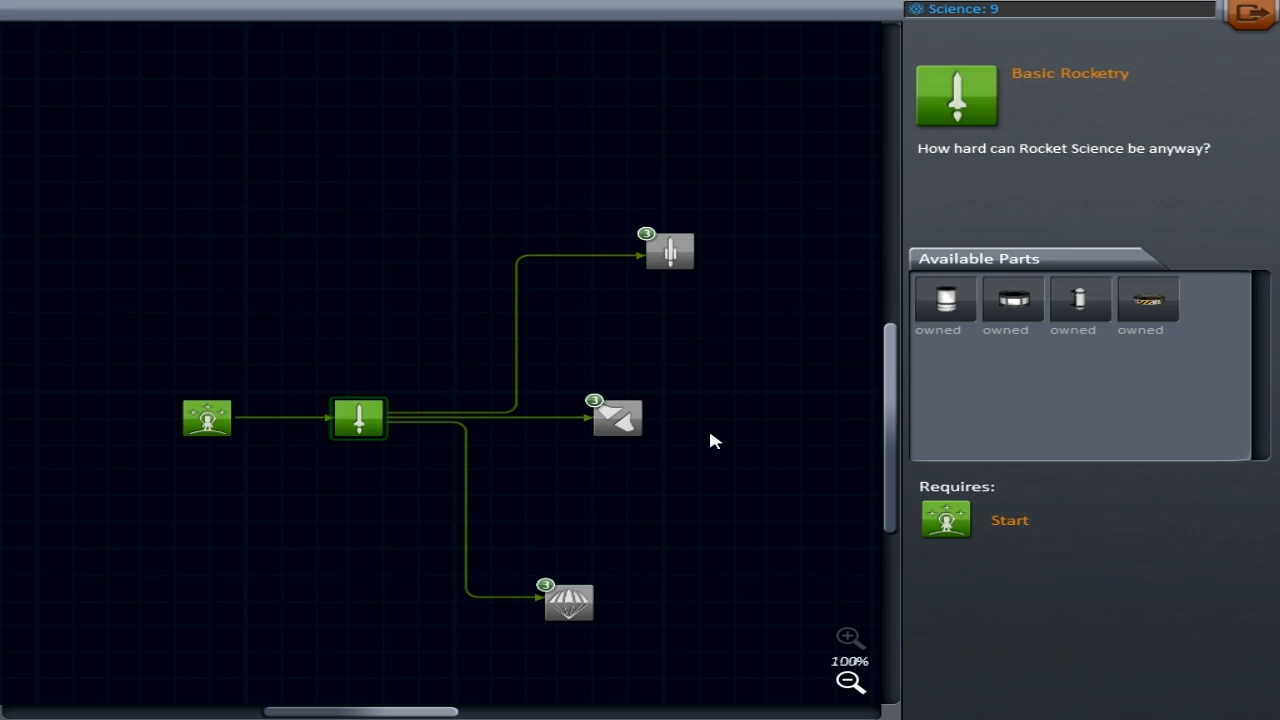 Science: 9
Basic Rocketry
How hard can Rocket Science be anyway?
3
Available Parts
owned owned owned owned
3
Requires:
Start
3
100%